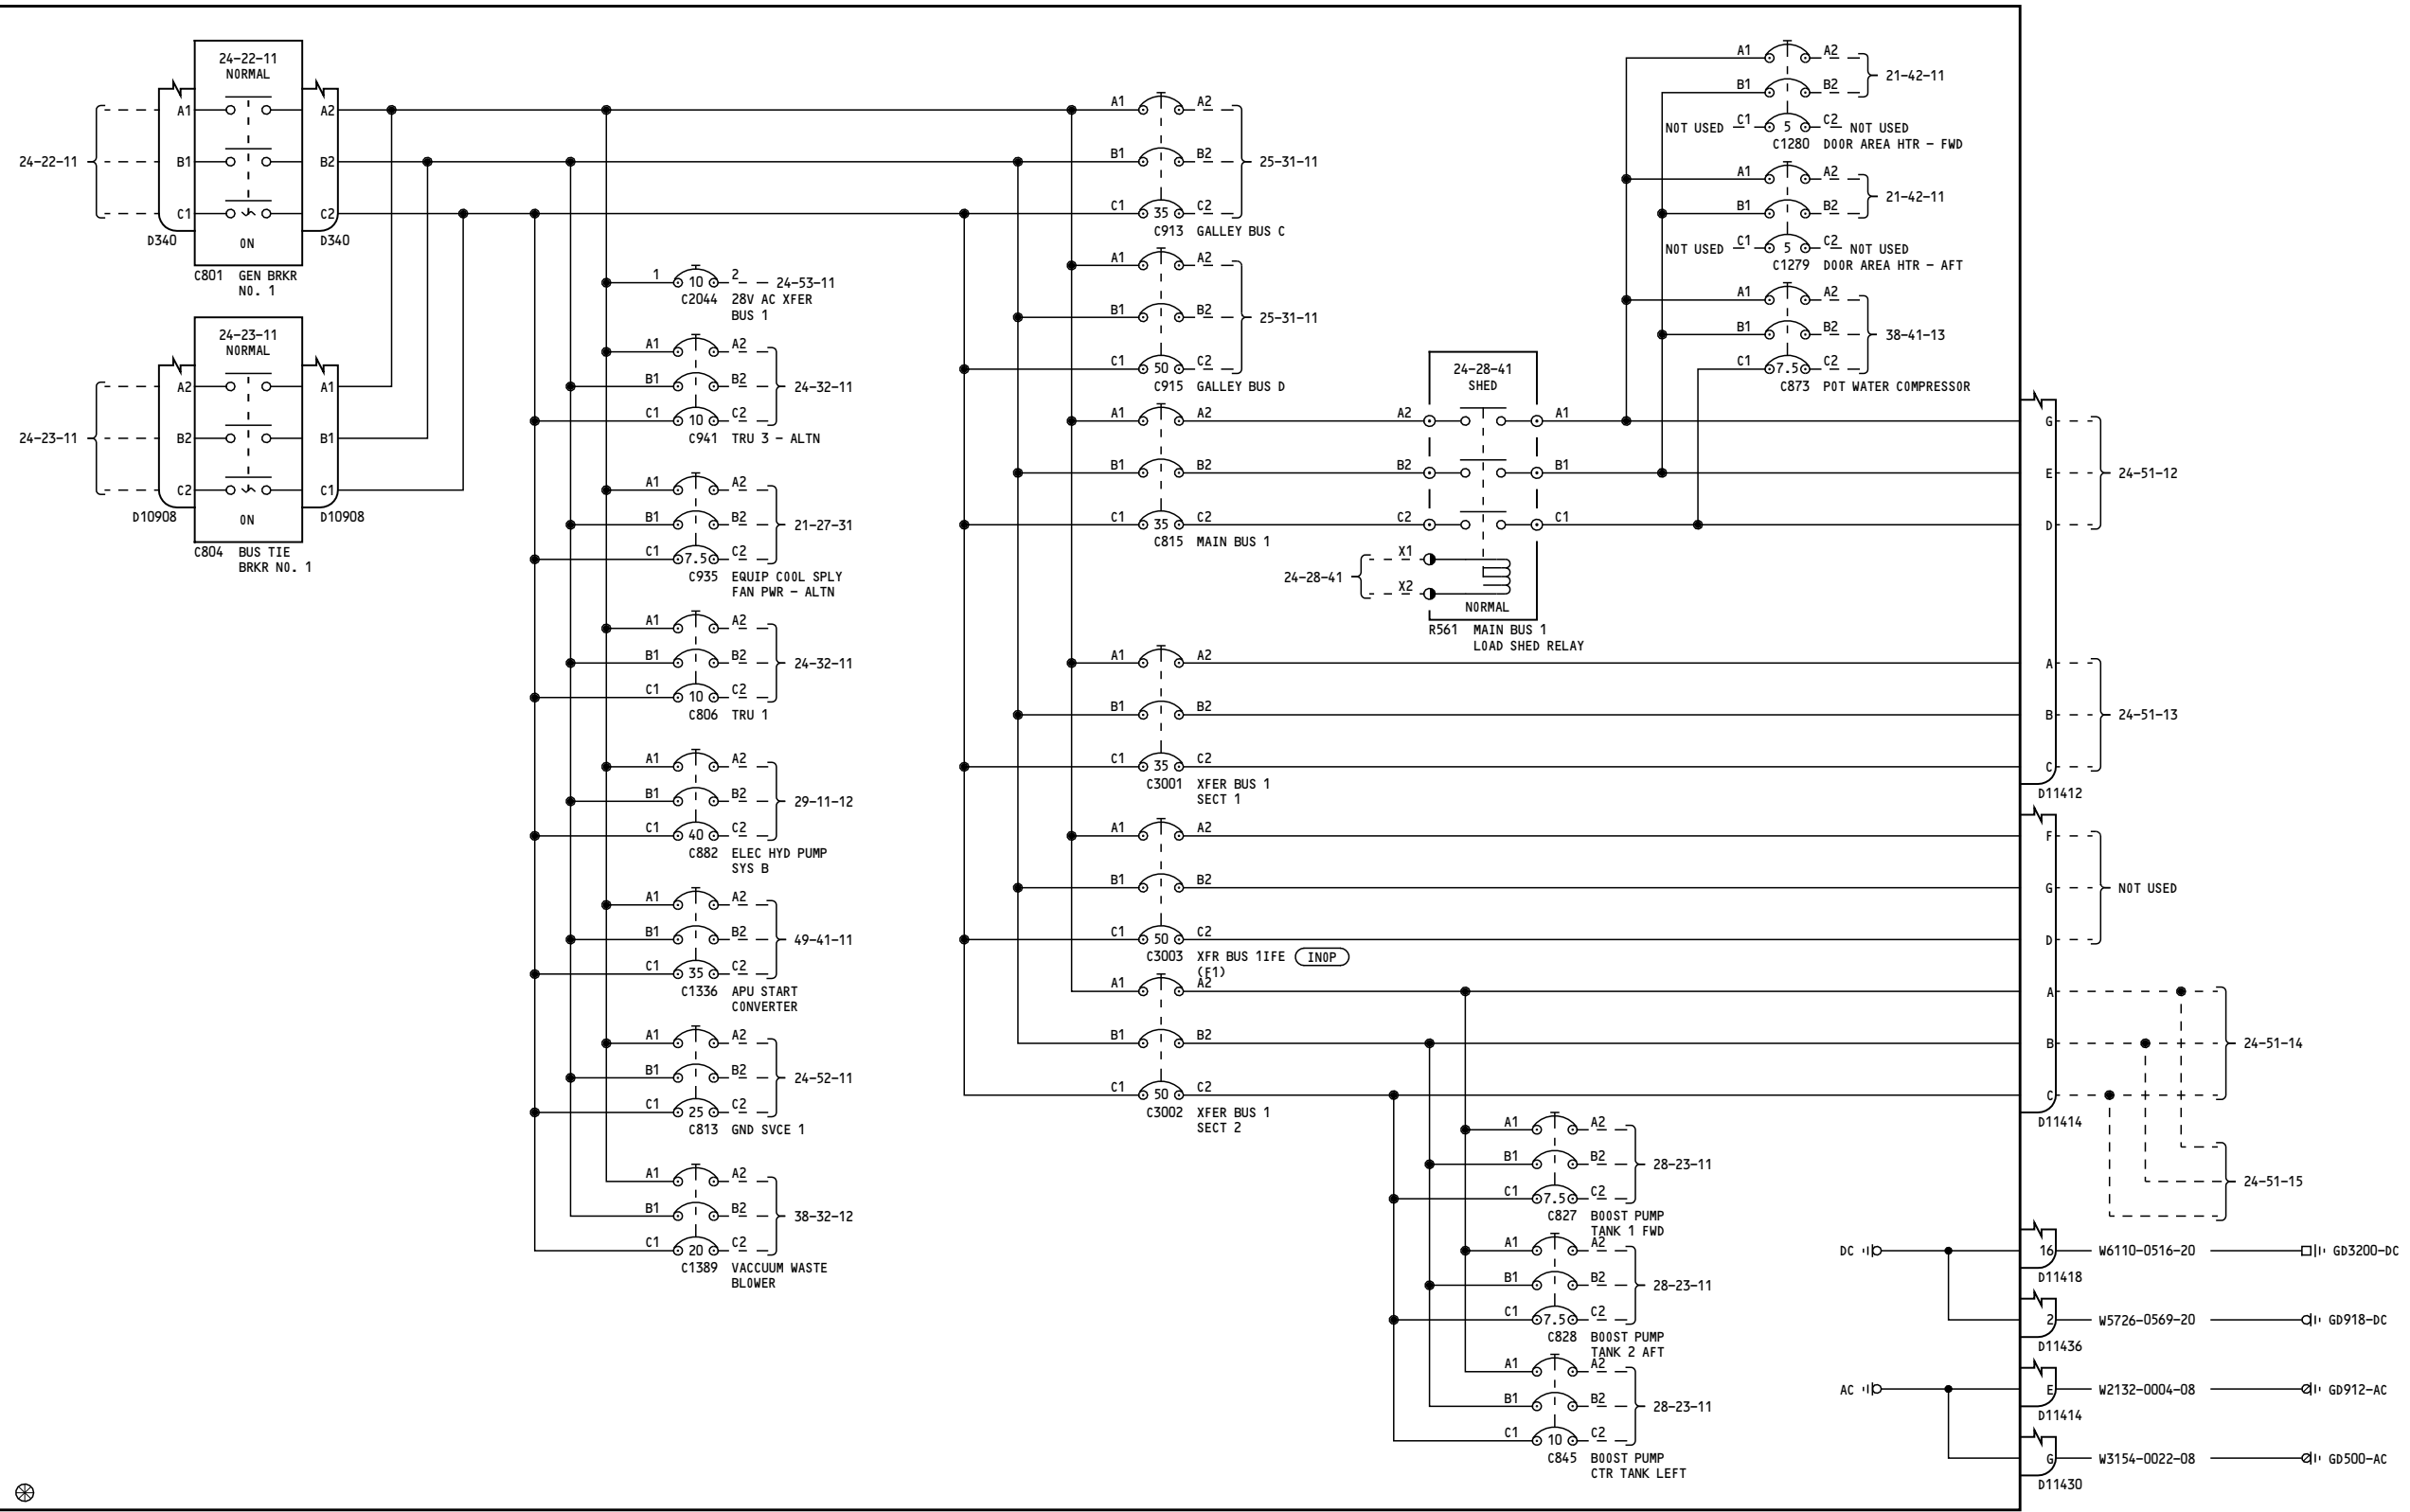 24-22-11
NORMAL
A1
A2
24-22-11
B1
B2
C1
C2
D340
ON
D340
C801 GEN BRKR
NO. 1
24-23-11
NORMAL
A2
A1
24-23-11
B2
B1
C2
C1
D10908
ON
D10908
C804 BUS TIE
BRKR NO. 1
1 10 2 24-53-11
C2044 28V AC XFER
BUS 1
A1 A2
B1 B2 24-32-11
C1 10 C2
C941 TRU 3 - ALTN
A1 A2
B1 B2 21-27-31
C1 7.5 C2
C935 EQUIP COOL SPLY
FAN PWR - ALTN
A1 A2
B1 B2 24-32-11
C1 10 C2
C806 TRU 1
A1 A2
B1 B2 29-11-12
C1 40 C2
C882 ELEC HYD PUMP
SYS B
A1 A2
B1 B2 49-41-11
C1 35 C2
C1336 APU START
CONVERTER
A1 A2
B1 B2 24-52-11
C1 25 C2
C813 GND SVCE 1
A1 A2
B1 B2 38-32-12
C1 20 C2
C1389 VACCUUM WASTE
BLOWER
A1 A2
B1 B2 25-31-11
C1 35 C2
C913 GALLEY BUS C
A1 A2
B1 B2 25-31-11
C1 50 C2
C915 GALLEY BUS D
A1 A2
B1 B2
C1 35 C2
C815 MAIN BUS 1
24-28-41
SHED
A2 A1
B2 B1
C2 C1
X1
24-28-41
X2
NORMAL
R561 MAIN BUS 1
LOAD SHED RELAY
A1 A2
B1 B2
C1 35 C2
C3001 XFER BUS 1
SECT 1
A1 A2
B1 B2
C1 50 C2
C3003 XFR BUS 1IFE INOP
(F1)
A1 A2
B1 B2
C1 50 C2
C3002 XFER BUS 1
SECT 2
A1 A2
B1 B2 28-23-11
C1 7.5 C2
C827 BOOST PUMP
TANK 1 FWD
A1 A2
B1 B2 28-23-11
C1 7.5 C2
C828 BOOST PUMP
TANK 2 AFT
A1 A2
B1 B2 28-23-11
C1 10 C2
C845 BOOST PUMP
CTR TANK LEFT
A1 A2
21-42-11
B1 B2
NOT USED C1 5 C2 NOT USED
C1280 DOOR AREA HTR - FWD
A1 A2
21-42-11
B1 B2
NOT USED C1 5 C2 NOT USED
C1279 DOOR AREA HTR - AFT
A1 A2
B1 B2 38-41-13
C1 7.5 C2
C873 POT WATER COMPRESSOR
G
E 24-51-12
D
A
B 24-51-13
C
D11412
F
G NOT USED
D
A
B 24-51-14
C
D11414
24-51-15
DC 16 W6110-0516-20 GD3200-DC
D11418
2 W5726-0569-20 GD918-DC
D11436
AC E W2132-0004-08 GD912-AC
D11414
G W3154-0022-08 GD500-AC
D11430